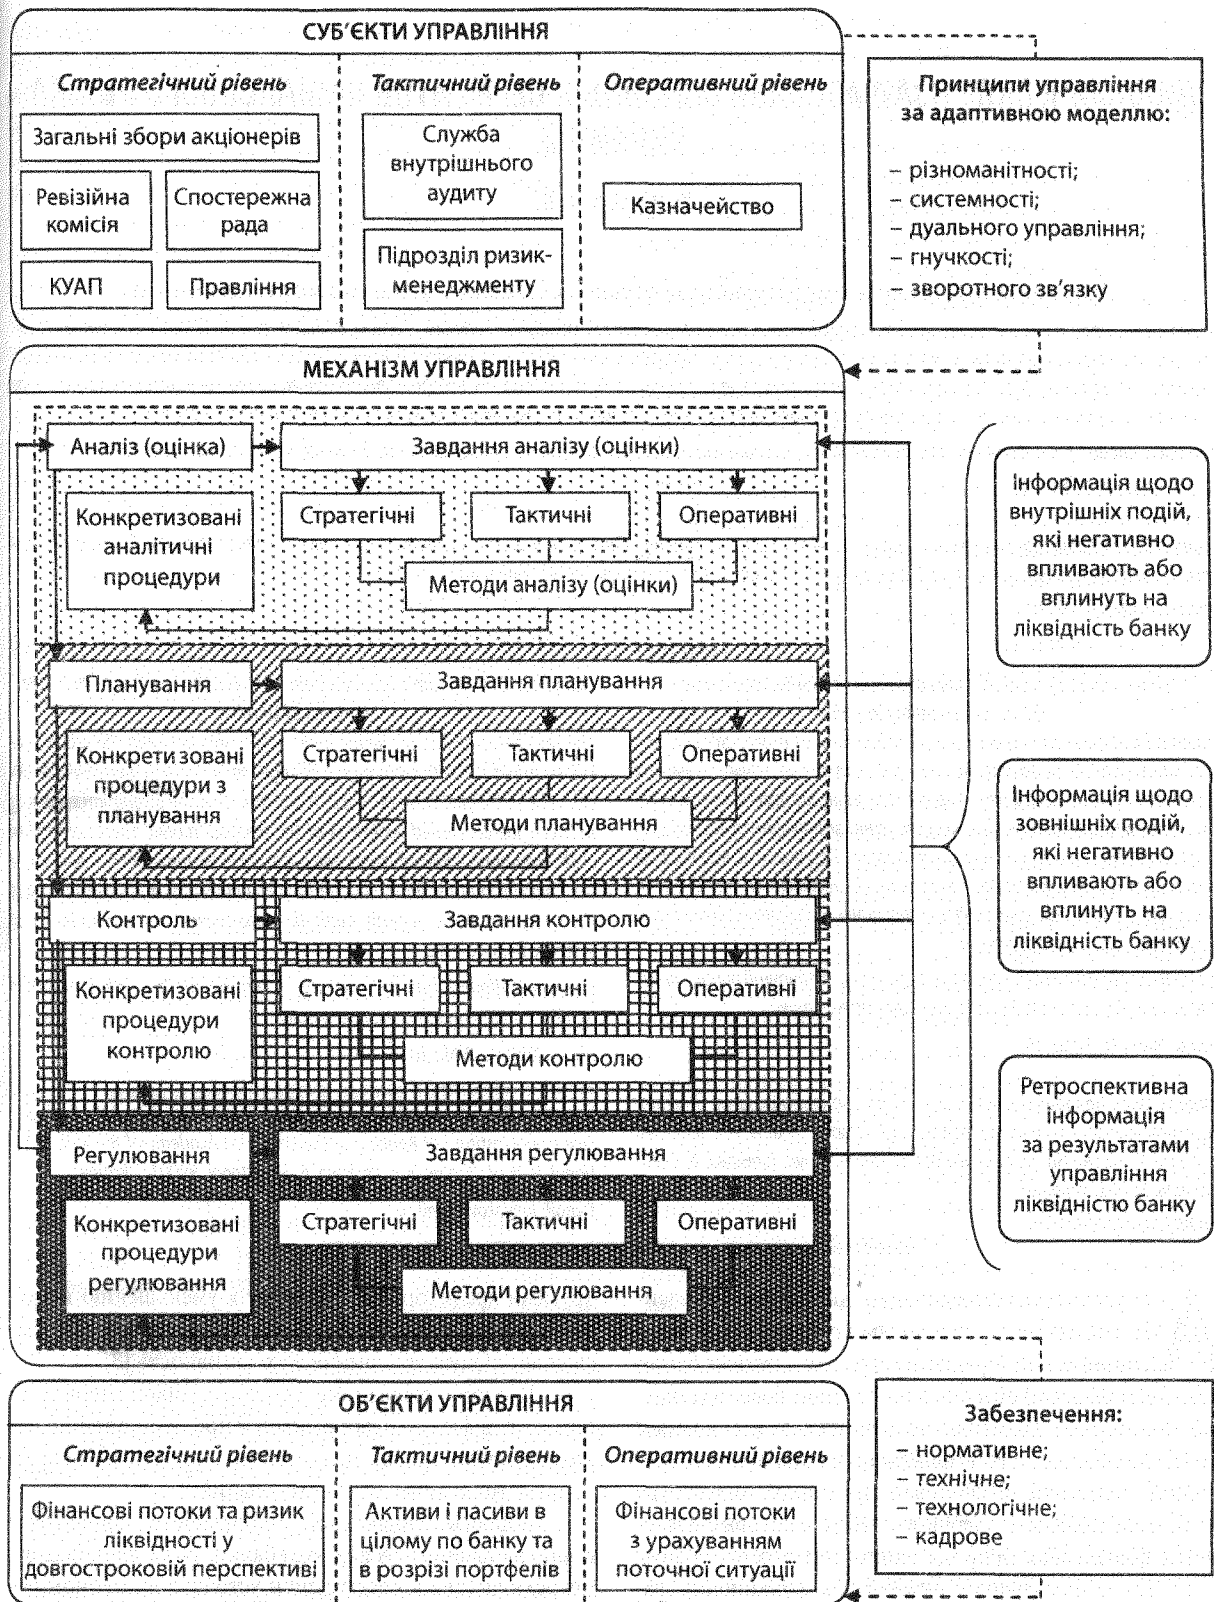 СУБ'ЄКТИ УПРАВЛІННЯ
Стратегічний рівень
Загальні збори акціонерів
Ревізійна
комісія
Спостережна
рада
КУАП
Правління
Тактичний рівень
Служба
внутрішнього
аудиту
Підрозділ ризик-
менеджменту
Оперативний рівень
Казначейство
Принципи управління
за адаптивною моделлю:
– різноманітності;
– системності;
– дуального управління;
– гнучкості;
– зворотного зв'язку
МЕХАНІЗМ УПРАВЛІННЯ
Аналіз (оцінка)
Завдання аналізу (оцінки)
Конкретизовані
аналітичні
процедури
Стратегічні
Тактичні
Оперативні
Методи аналізу (оцінки)
Планування
Завдання планування
Конкретизовані
процедури з
планування
Стратегічні
Тактичні
Оперативні
Методи планування
Контроль
Завдання контролю
Конкретизовані
процедури
контролю
Стратегічні
Тактичні
Оперативні
Методи контролю
Регулювання
Завдання регулювання
Конкретизовані
процедури
регулювання
Стратегічні
Тактичні
Оперативні
Методи регулювання
Інформація щодо
внутрішніх подій,
які негативно
впливають або
вплинуть на
ліквідність банку
Інформація щодо
зовнішніх подій,
які негативно
впливають або
вплинуть на
ліквідність банку
Ретроспективна
інформація
за результатами
управління
ліквідністю банку
ОБ'ЄКТИ УПРАВЛІННЯ
Стратегічний рівень
Фінансові потоки та ризик
ліквідності у
довгостроковій перспективі
Тактичний рівень
Активи і пасиви в
цілому по банку та
в розрізі портфелів
Оперативний рівень
Фінансові потоки
з урахуванням
поточної ситуації
Забезпечення:
– нормативне;
– технічне;
– технологічне;
– кадрове